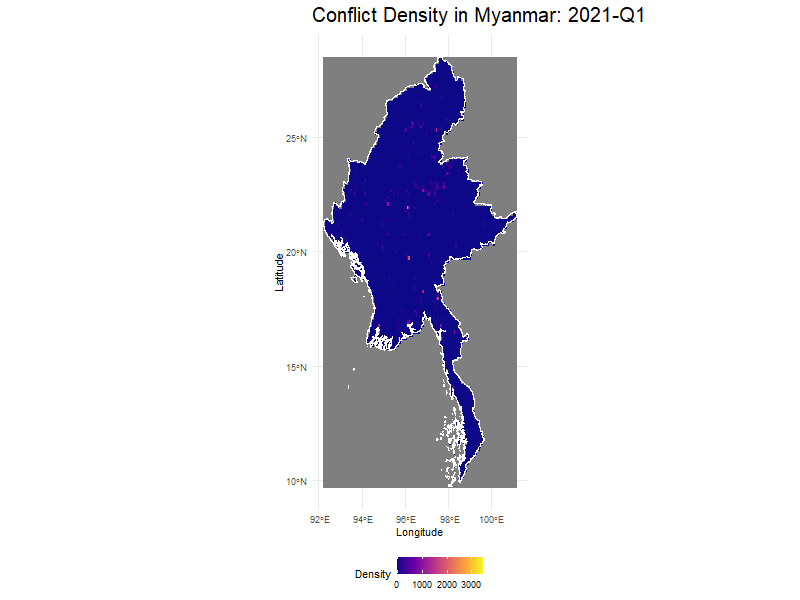 Conflict Density in Myanmar: 2021-Q1
25°N
20°N
15°N
10°N
Latitude
92°E 94°E 96°E 98°E 100°E
Longitude
Density
0 1000 2000 3000